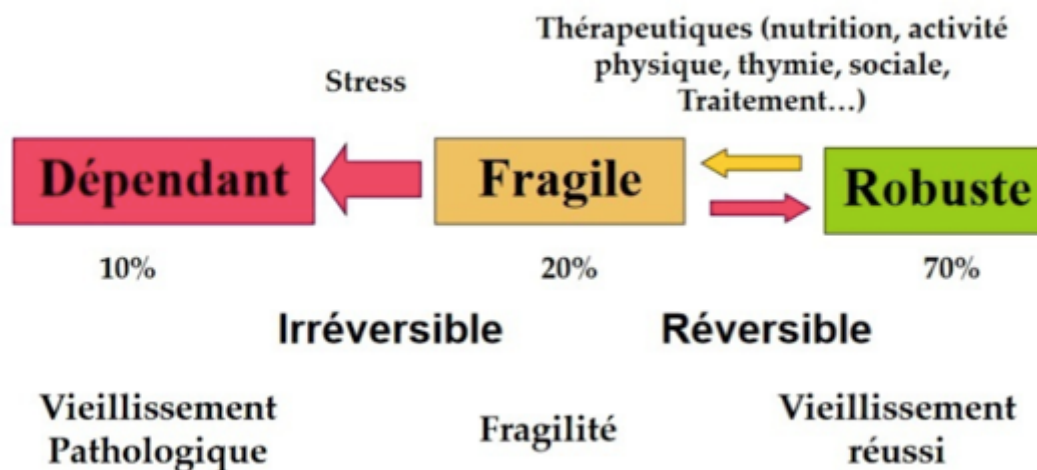 Thérapeutiques (nutrition, activité
physique, thymie, sociale,
Traitement...)
Stress
Dépendant
Fragile
Robuste
10%
20%
70%
Irréversible
Réversible
Vieillissement
Pathologique
Fragilité
Vieillissement
réussi